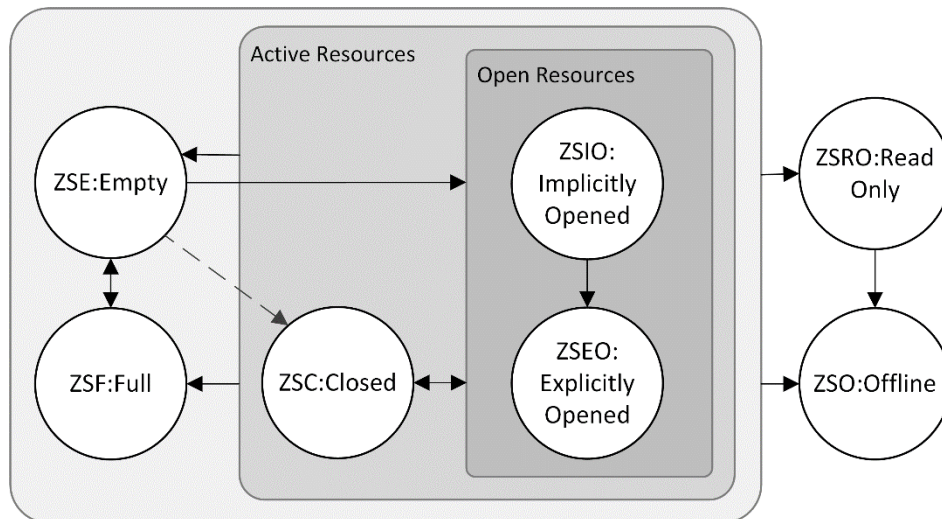 Active Resources
Open Resources
ZSE:Empty
ZSIO:
Implicitly
Opened
ZSRO:Read
Only
ZSF:Full
ZSC:Closed
ZSEO:
Explicitly
Opened
ZSO:Offline